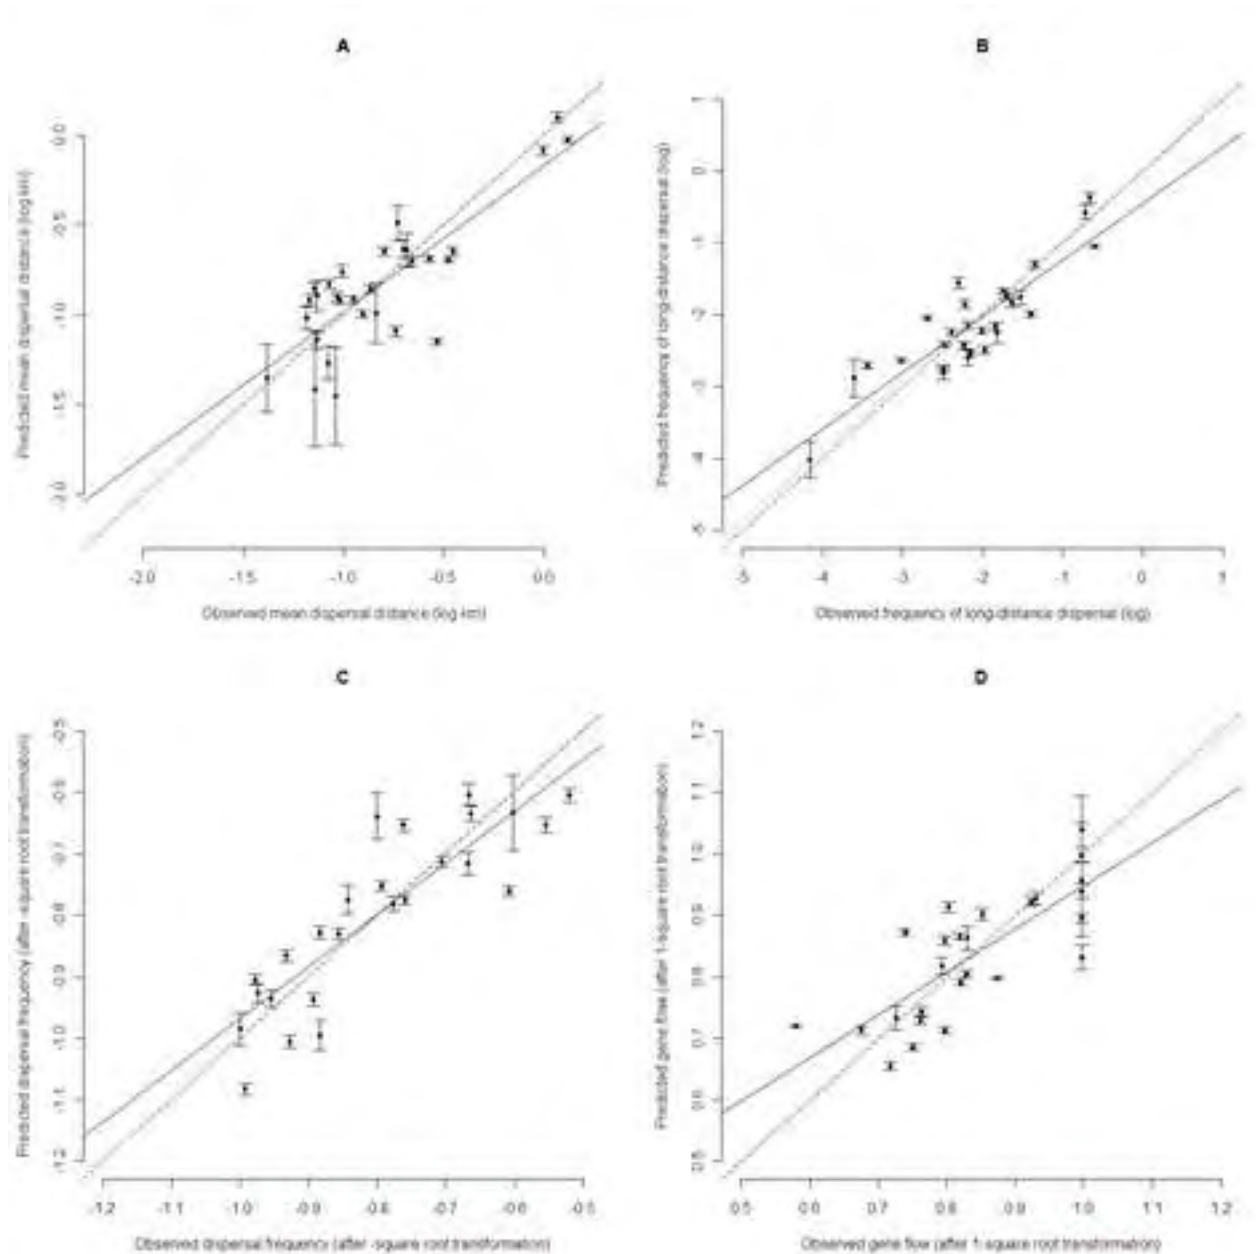 A
Predicted mean dispersal distance (log km)
0.0
-0.5
-1.0
-1.5
-2.0
-2.0 -1.5 -1.0 -0.5 0.0
Observed mean dispersal distance (log km)
B
Predicted frequency of long-distance dispersal (log)
1
0
-1
-2
-3
-4
-5
-5 -4 -3 -2 -1 0 1
Observed frequency of long-distance dispersal (log)
C
Predicted dispersal frequency (after -square root transformation)
-0.5
-0.6
-0.7
-0.8
-0.9
-1.0
-1.1
-1.2
-1.2 -1.1 -1.0 -0.9 -0.8 -0.7 -0.6 -0.5
Observed dispersal frequency (after -square root transformation)
D
Predicted gene flow (after 1-square root transformation)
1.2
1.1
1.0
0.9
0.8
0.7
0.6
0.5
0.5 0.6 0.7 0.8 0.9 1.0 1.1 1.2
Observed gene flow (after 1-square root transformation)